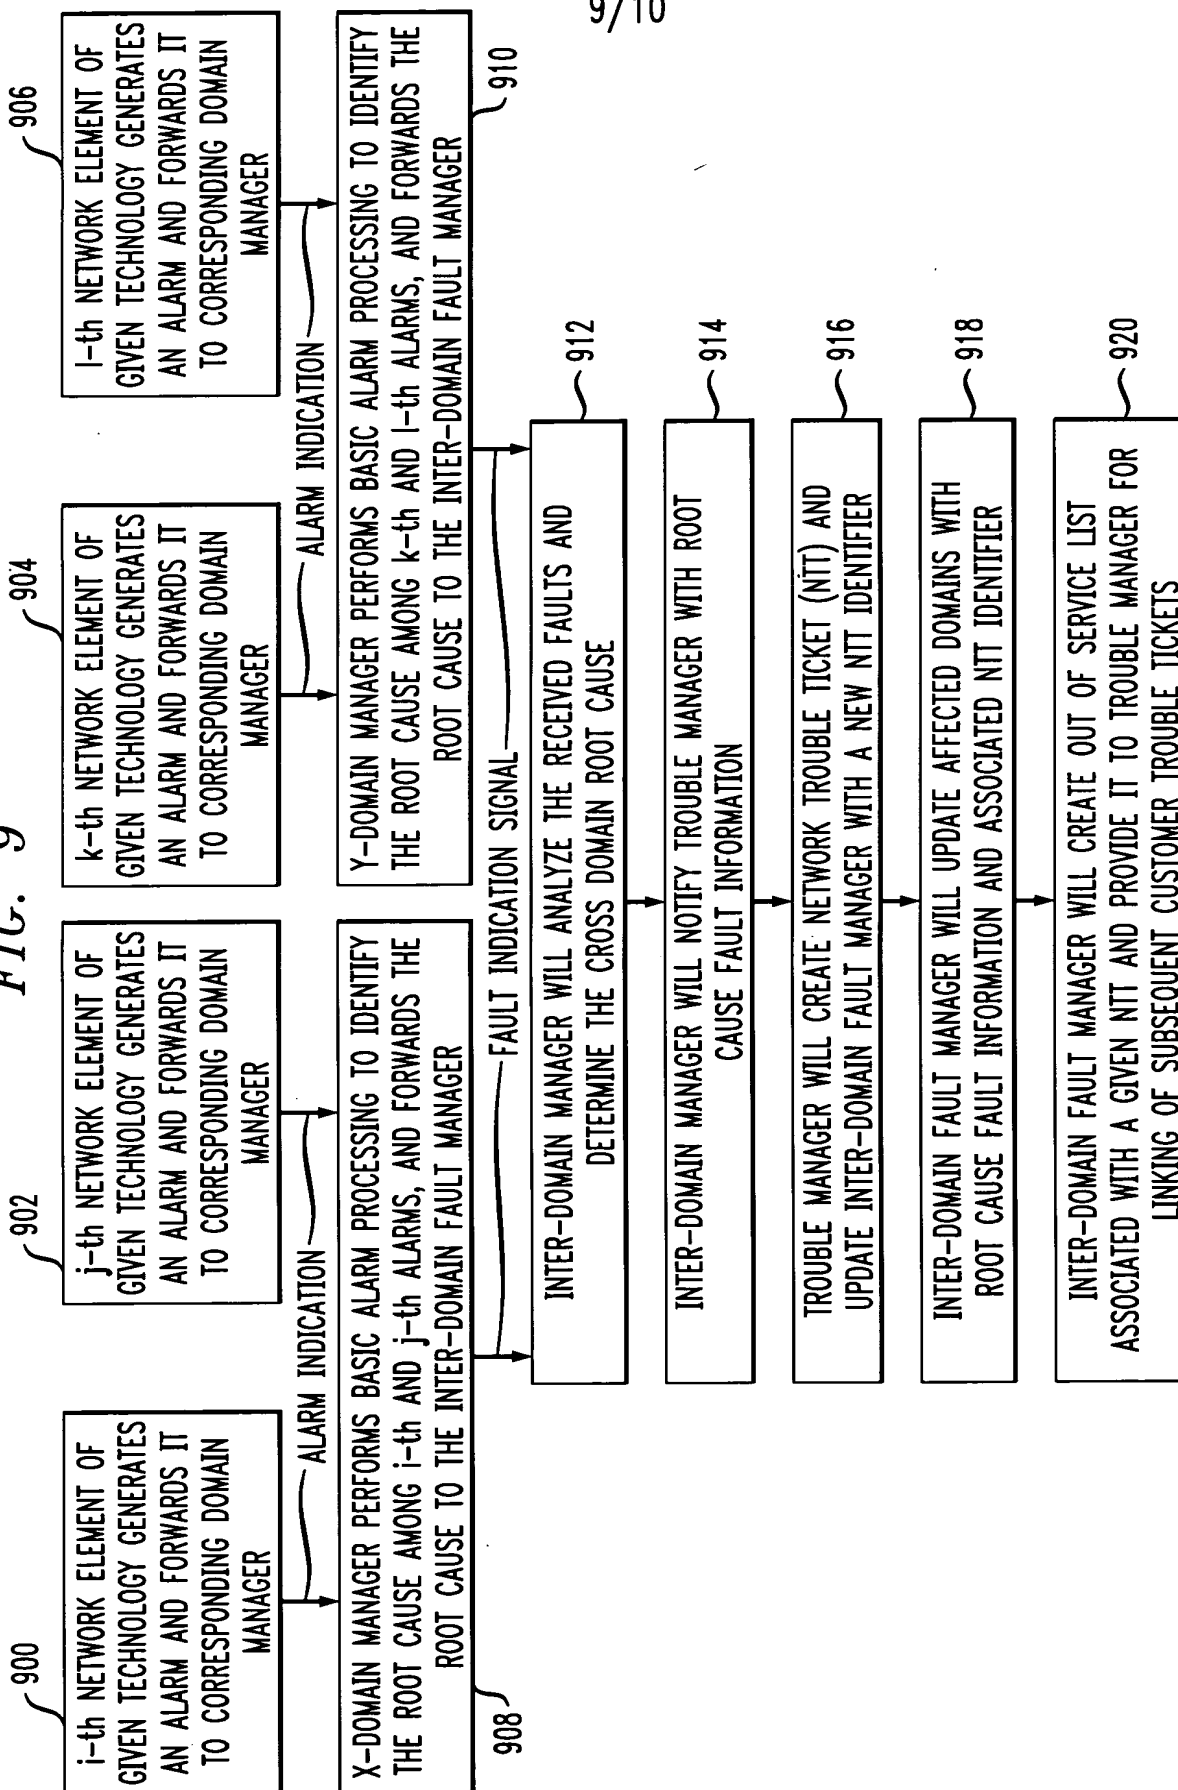 9/10
FIG. 9
900
i-th NETWORK ELEMENT OF
GIVEN TECHNOLOGY GENERATES
AN ALARM AND FORWARDS IT
TO CORRESPONDING DOMAIN
MANAGER
902
j-th NETWORK ELEMENT OF
GIVEN TECHNOLOGY GENERATES
AN ALARM AND FORWARDS IT
TO CORRESPONDING DOMAIN
MANAGER
904
k-th NETWORK ELEMENT OF
GIVEN TECHNOLOGY GENERATES
AN ALARM AND FORWARDS IT
TO CORRESPONDING DOMAIN
MANAGER
906
l-th NETWORK ELEMENT OF
GIVEN TECHNOLOGY GENERATES
AN ALARM AND FORWARDS IT
TO CORRESPONDING DOMAIN
MANAGER
ALARM INDICATION
ALARM INDICATION
X-DOMAIN MANAGER PERFORMS BASIC ALARM PROCESSING TO IDENTIFY
THE ROOT CAUSE AMONG i-th AND j-th ALARMS, AND FORWARDS THE
ROOT CAUSE TO THE INTER-DOMAIN FAULT MANAGER
908
Y-DOMAIN MANAGER PERFORMS BASIC ALARM PROCESSING TO IDENTIFY
THE ROOT CAUSE AMONG k-th AND l-th ALARMS, AND FORWARDS THE
ROOT CAUSE TO THE INTER-DOMAIN FAULT MANAGER
910
FAULT INDICATION SIGNAL
INTER-DOMAIN MANAGER WILL ANALYZE THE RECEIVED FAULTS AND
DETERMINE THE CROSS DOMAIN ROOT CAUSE
912
INTER-DOMAIN MANAGER WILL NOTIFY TROUBLE MANAGER WITH ROOT
CAUSE FAULT INFORMATION
914
TROUBLE MANAGER WILL CREATE NETWORK TROUBLE TICKET (NTT) AND
UPDATE INTER-DOMAIN FAULT MANAGER WITH A NEW NTT IDENTIFIER
916
INTER-DOMAIN FAULT MANAGER WILL UPDATE AFFECTED DOMAINS WITH
ROOT CAUSE FAULT INFORMATION AND ASSOCIATED NTT IDENTIFIER
918
INTER-DOMAIN FAULT MANAGER WILL CREATE OUT OF SERVICE LIST
ASSOCIATED WITH A GIVEN NTT AND PROVIDE IT TO TROUBLE MANAGER FOR
LINKING OF SUBSEQUENT CUSTOMER TROUBLE TICKETS
920